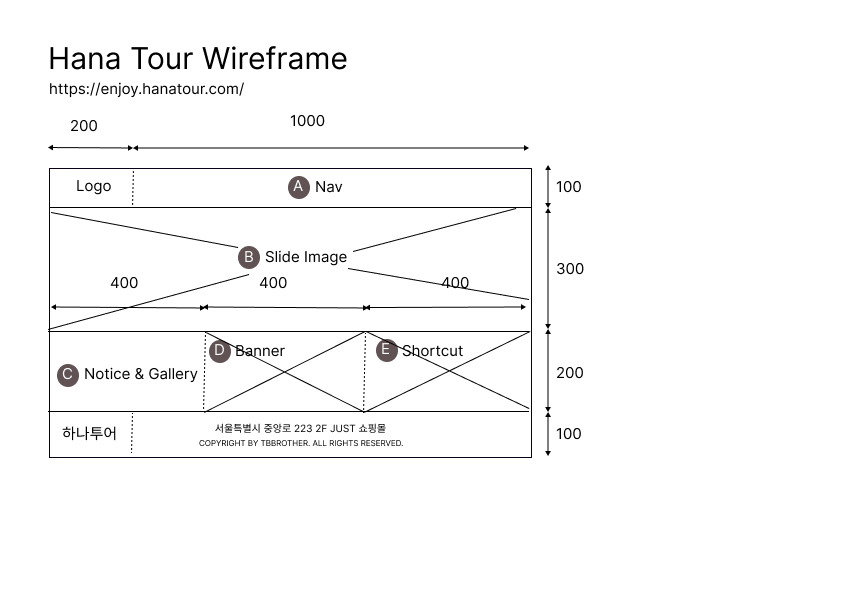 Hana Tour Wireframe
https://enjoy.hanatour.com/
200
1000
Logo
A Nav
100
B Slide Image
300
400
400
400
C Notice & Gallery
D Banner
E Shortcut
200
하나투어
서울특별시 중앙로 223 2F JUST 쇼핑몰
COPYRIGHT BY TBBROTHER. ALL RIGHTS RESERVED.
100